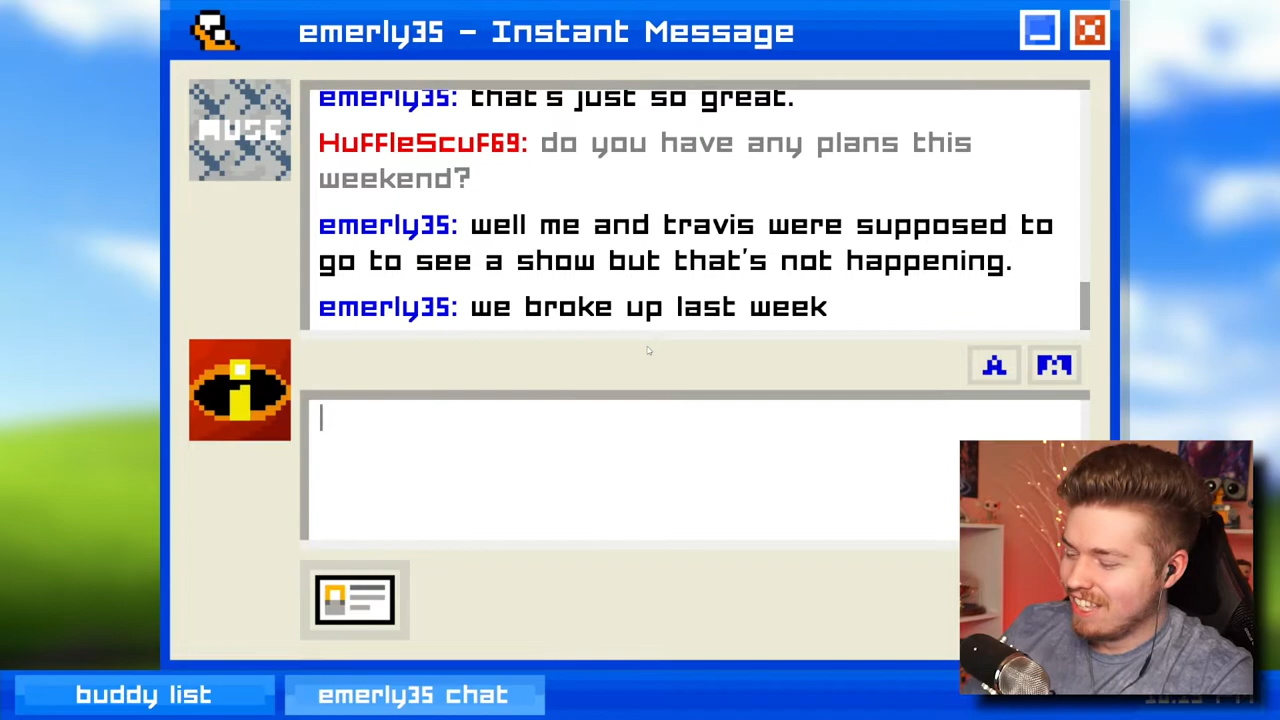 emerly35 - Instant Message
emerly35: that's just so great.
MUSE
HuffleScuf69: do you have any plans this
weekend?
emerly35: well me and travis were supposed to
go to see a show but that's not happening.
emerly35: we broke up last week
A
i
buddy list
emerly35 chat